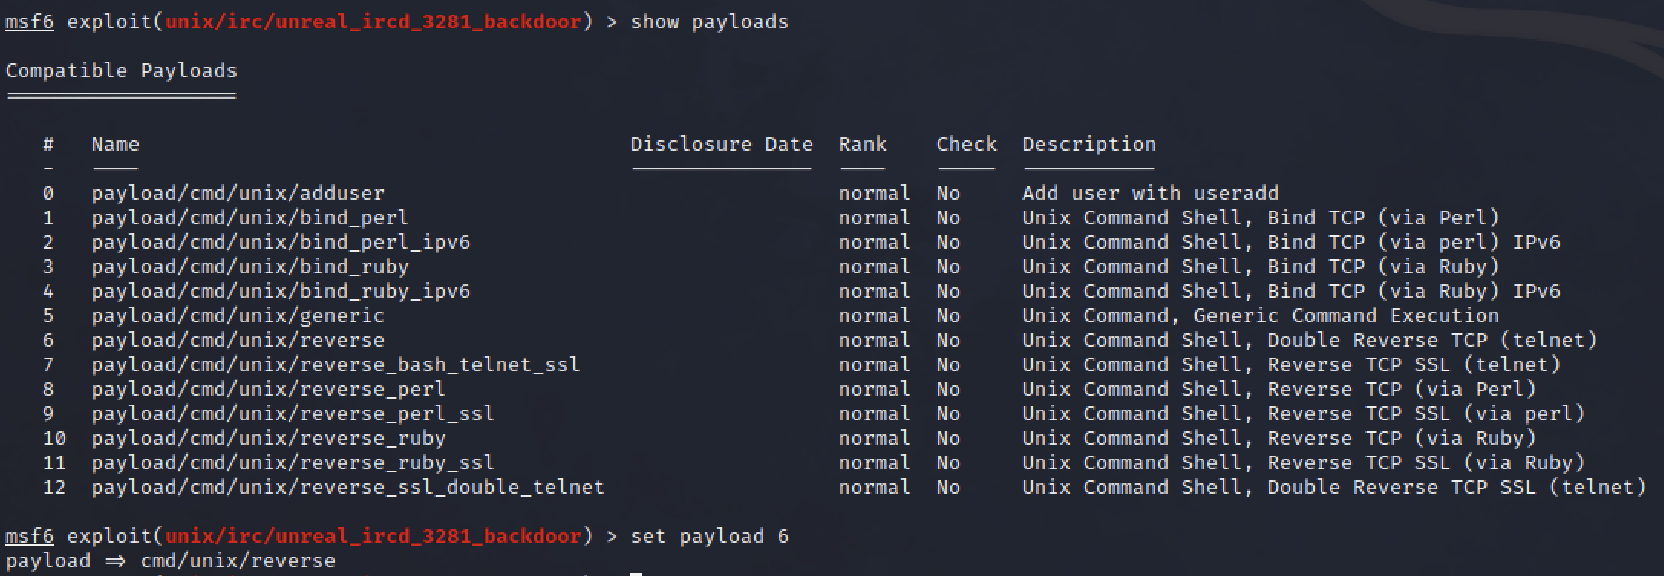 msf6 exploit(unix/irc/unreal_ircd_3281_backdoor) > show payloads
Compatible Payloads
# Name Disclosure Date Rank Check Description
0 payload/cmd/unix/adduser normal No Add user with useradd
1 payload/cmd/unix/bind_perl normal No Unix Command Shell, Bind TCP (via Perl)
2 payload/cmd/unix/bind_perl_ipv6 normal No Unix Command Shell, Bind TCP (via perl) IPv6
3 payload/cmd/unix/bind_ruby normal No Unix Command Shell, Bind TCP (via Ruby)
4 payload/cmd/unix/bind_ruby_ipv6 normal No Unix Command Shell, Bind TCP (via Ruby) IPv6
5 payload/cmd/unix/generic normal No Unix Command, Generic Command Execution
6 payload/cmd/unix/reverse normal No Unix Command Shell, Double Reverse TCP (telnet)
7 payload/cmd/unix/reverse_bash_telnet_ssl normal No Unix Command Shell, Reverse TCP SSL (telnet)
8 payload/cmd/unix/reverse_perl normal No Unix Command Shell, Reverse TCP (via Perl)
9 payload/cmd/unix/reverse_perl_ssl normal No Unix Command Shell, Reverse TCP SSL (via perl)
10 payload/cmd/unix/reverse_ruby normal No Unix Command Shell, Reverse TCP (via Ruby)
11 payload/cmd/unix/reverse_ruby_ssl normal No Unix Command Shell, Reverse TCP SSL (via Ruby)
12 payload/cmd/unix/reverse_ssl_double_telnet normal No Unix Command Shell, Double Reverse TCP SSL (telnet)
msf6 exploit(unix/irc/unreal_ircd_3281_backdoor) > set payload 6
payload ⇒ cmd/unix/reverse